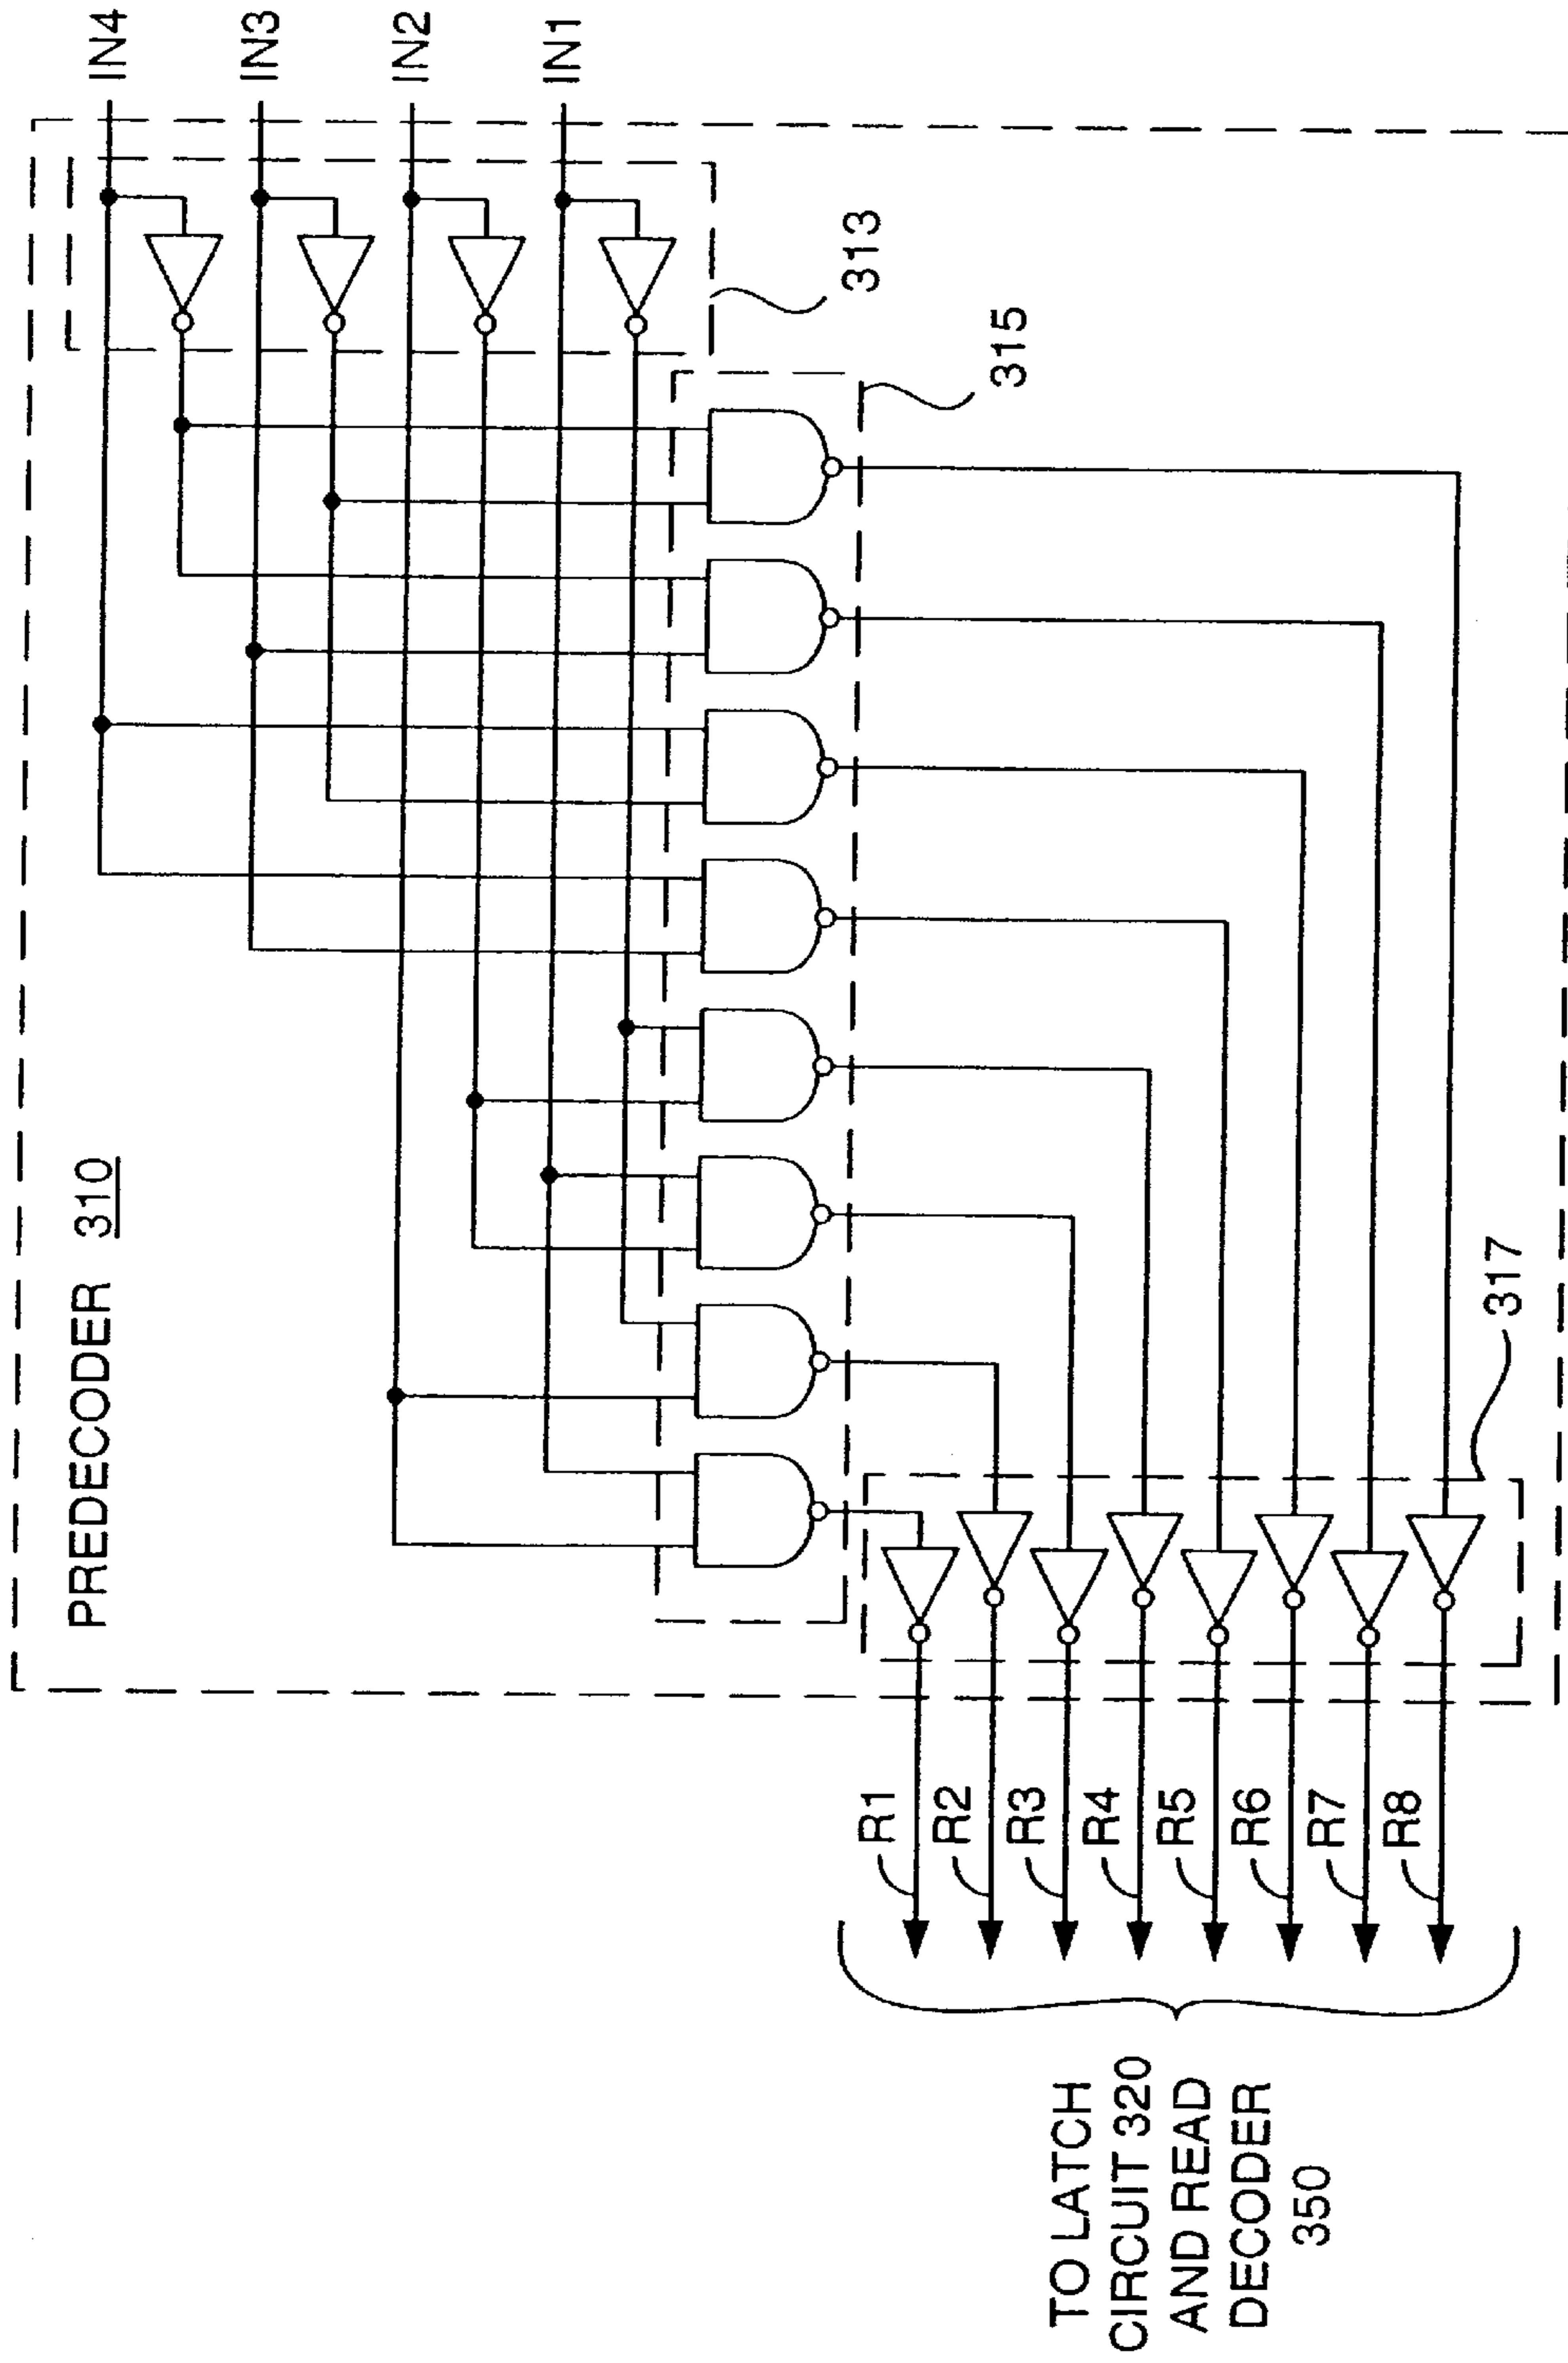 PREDECODER 310
IN4
IN3
IN2
IN1
313
315
317
R1
R2
R3
R4
R5
R6
R7
R8
TO LATCH
CIRCUIT 320
AND READ
DECODER
350